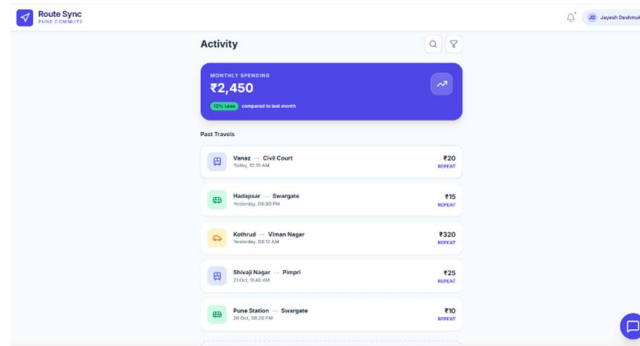 Route Sync
PUNE COMMUTE
JD Jayesh Deshmukh
Activity
MONTHLY SPENDING
₹2,450
12% Less compared to last month
Past Travels
Vanaz — Civil Court ₹20
Today, 10:15 AM REPEAT
Hadapsar — Swargate ₹15
Yesterday, 06:30 PM REPEAT
Kothrud — Viman Nagar ₹320
Yesterday, 09:12 AM REPEAT
Shivaji Nagar — Pimpri ₹25
21 Oct, 11:45 AM REPEAT
Pune Station — Swargate ₹10
20 Oct, 08:20 PM REPEAT